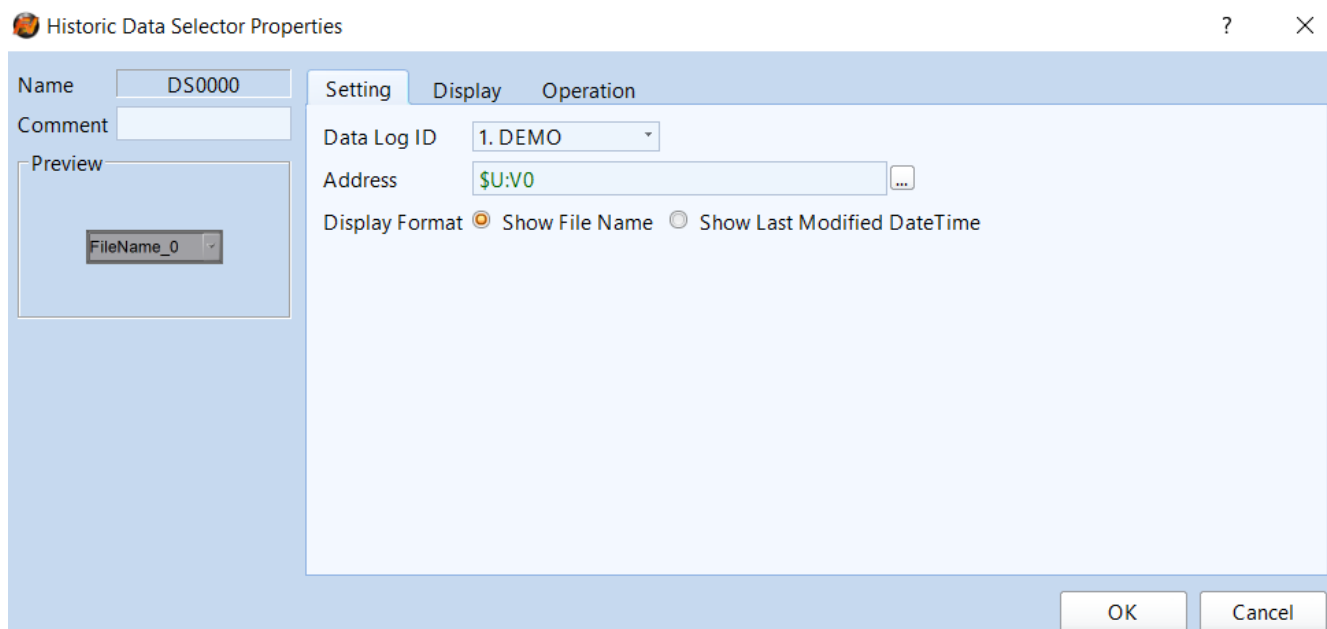 Historic Data Selector Properties
?
Name DS0000
Comment
Preview
FileName_0
Setting Display Operation
Data Log ID 1. DEMO
Address $U:V0 ...
Display Format Show File Name Show Last Modified DateTime
OK Cancel